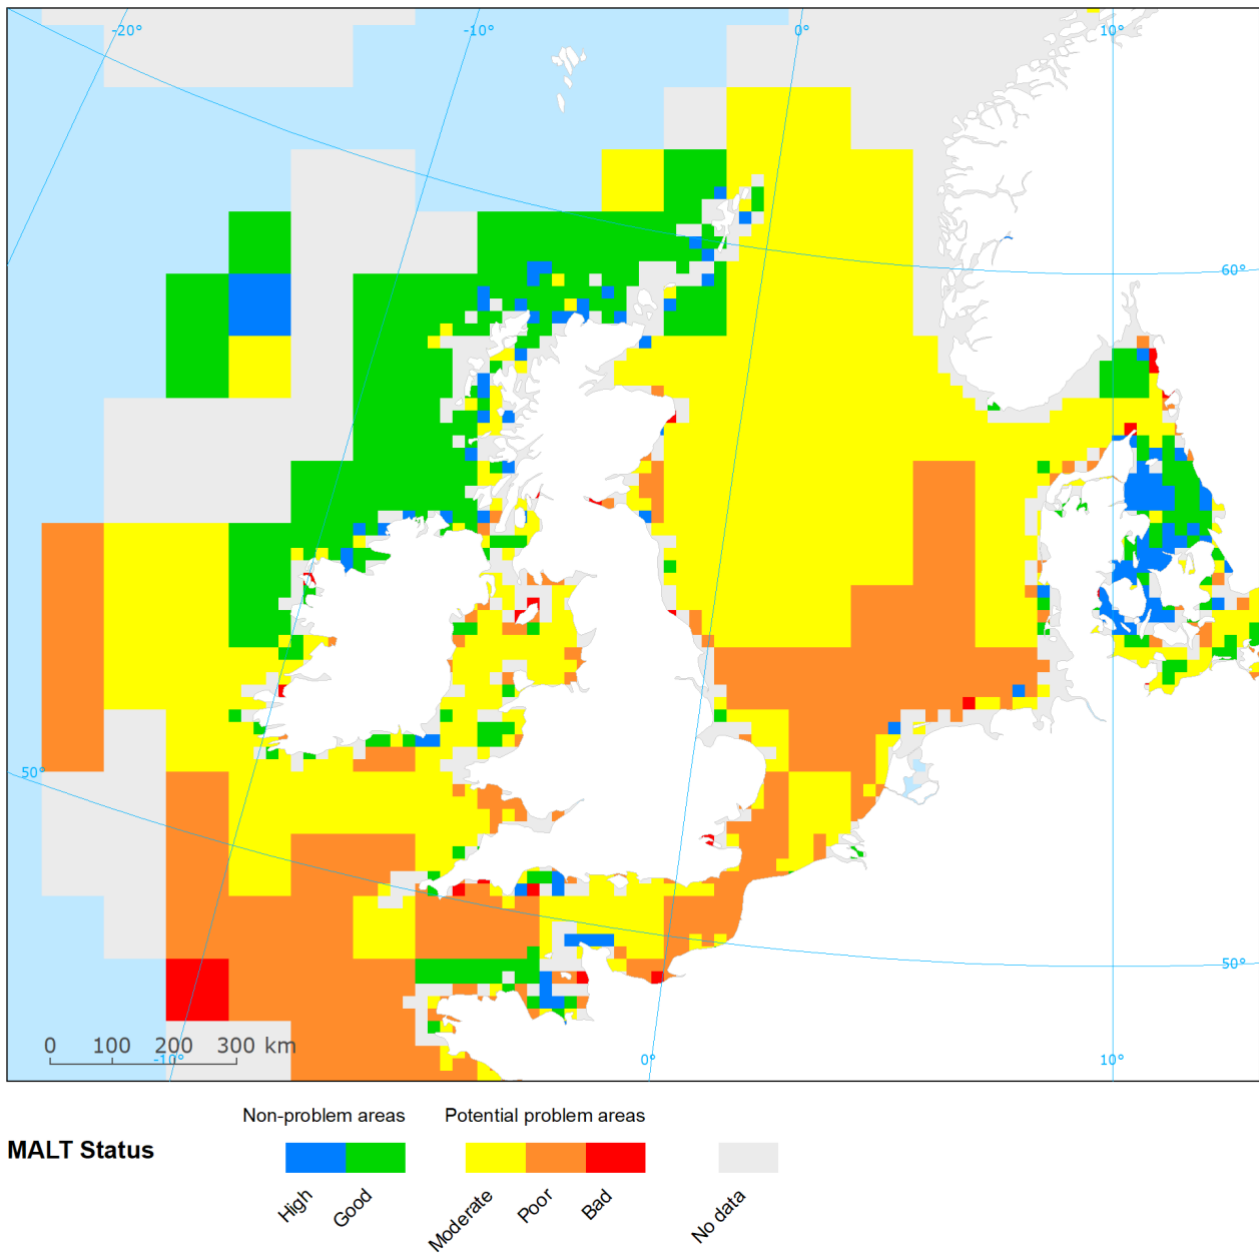 -20°
-10°
0°
10°
60°
50°
50°
0 100 200 300 km
-10°
0°
10°
Non-problem areas
Potential problem areas
MALT Status
High
Good
Moderate
Poor
Bad
No data